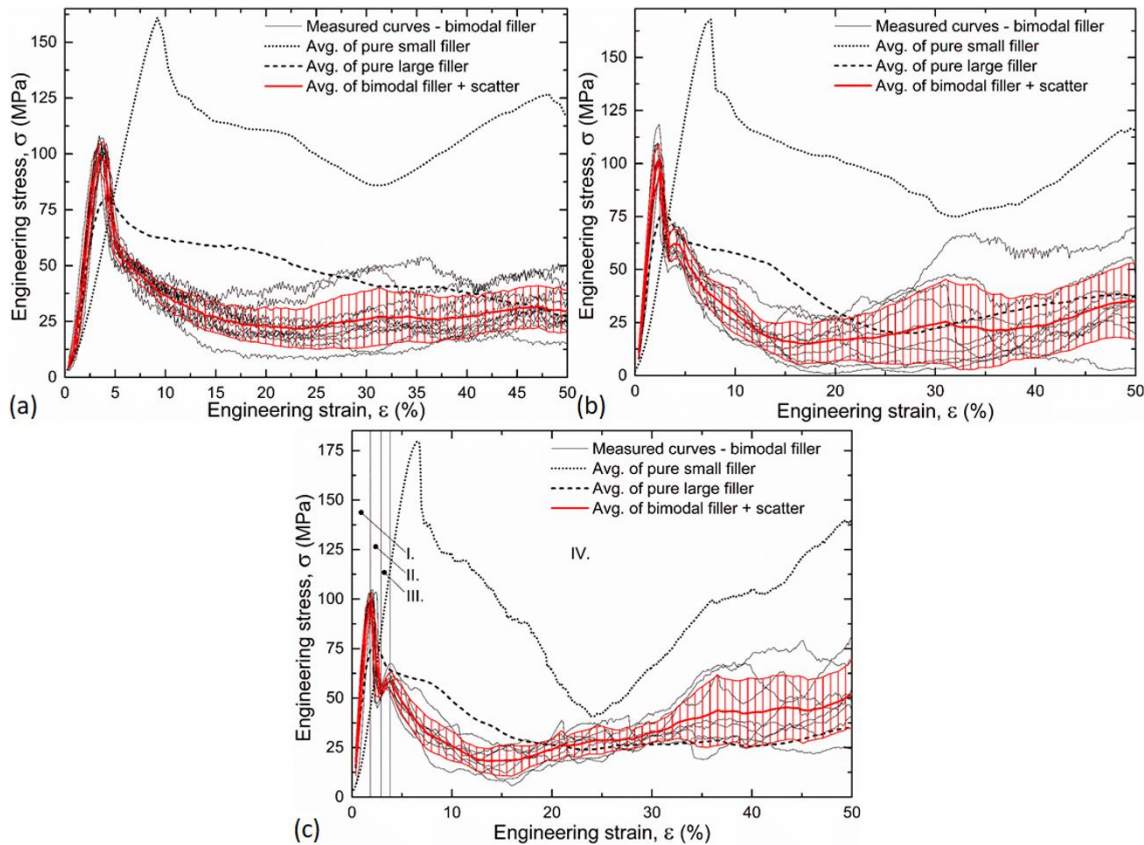 Measured curves - bimodal filler
Avg. of pure small filler
Avg. of pure large filler
Avg. of bimodal filler + scatter
Engineering stress, σ (MPa)
150
125
100
75
50
25
0
0 5 10 15 20 25 30 35 40 45 50
Engineering strain, ε (%)
(a)
Measured curves - bimodal filler
Avg. of pure small filler
Avg. of pure large filler
Avg. of bimodal filler + scatter
Engineering stress, σ (MPa)
150
125
100
75
50
25
0
0 10 20 30 40 50
Engineering strain, ε (%)
(b)
Measured curves - bimodal filler
Avg. of pure small filler
Avg. of pure large filler
Avg. of bimodal filler + scatter
I.
II.
III.
IV.
Engineering stress, σ (MPa)
175
150
125
100
75
50
25
0
0 10 20 30 40 50
Engineering strain, ε (%)
(c)